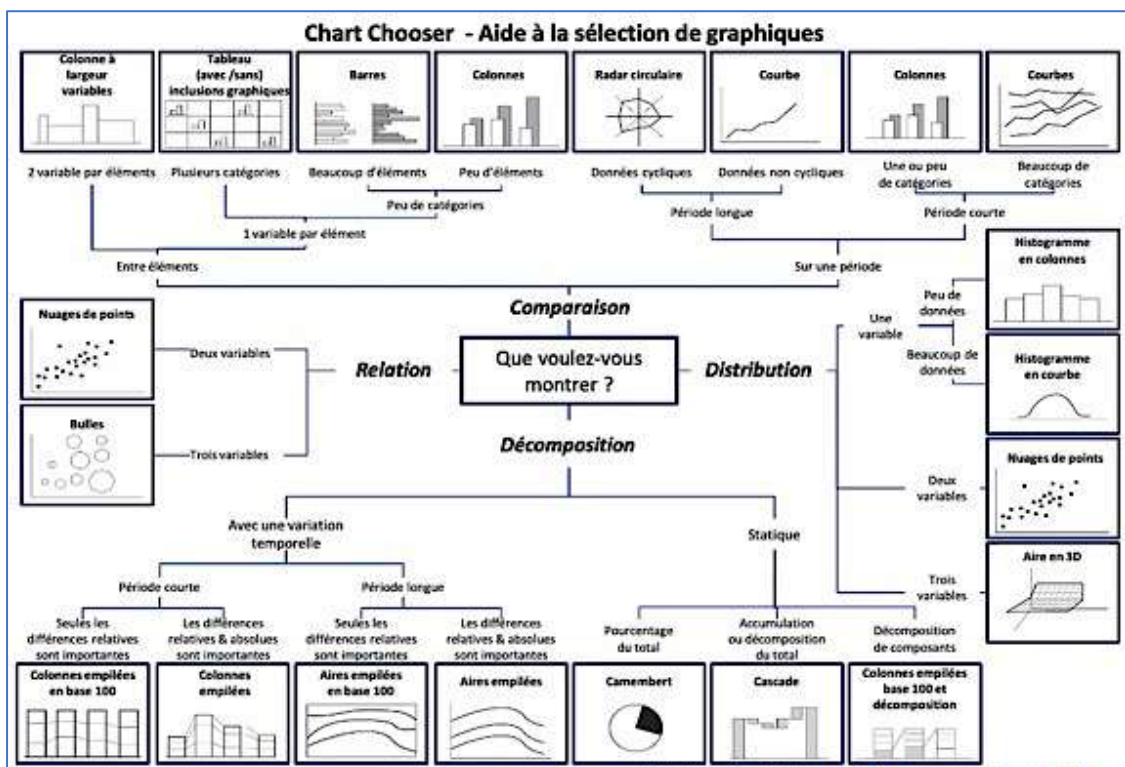 Chart Chooser - Aide à la sélection de graphiques
Colonne à
largeur
variables
Tableau
(avec /sans)
inclusions graphiques
Barres
Colonnes
Radar circulaire
Courbe
Colonnes
Courbes
2 variable par éléments
Plusieurs catégories
Beaucoup d'éléments
Peu d'éléments
Données cycliques
Données non cycliques
Une ou peu
de catégories
Beaucoup de
catégories
Peu de catégories
Période longue
Période courte
1 variable par élément
Entre éléments
Sur une période
Comparaison
Nuages de points
Deux variables
Bulles
Trois variables
Relation
Que voulez-vous
montrer ?
Distribution
Une
variable
Peu de
données
Histogramme
en colonnes
Beaucoup de
données
Histogramme
en courbe
Deux
variables
Nuages de points
Trois
variables
Aire en 3D
Décomposition
Avec une variation
temporelle
Statique
Période courte
Période longue
Seules les
différences relatives
sont importantes
Les différences
relatives & absolues
sont importantes
Seules les
différences relatives
sont importantes
Les différences
relatives & absolues
sont importantes
Pourcentage
du total
Accumulation
ou décomposition
du total
Décomposition
de composants
Colonnes empilées
en base 100
Colonnes
empilées
Aires empilées
en base 100
Aires empilées
Camembert
Cascade
Colonnes empilées
base 100 et
décomposition